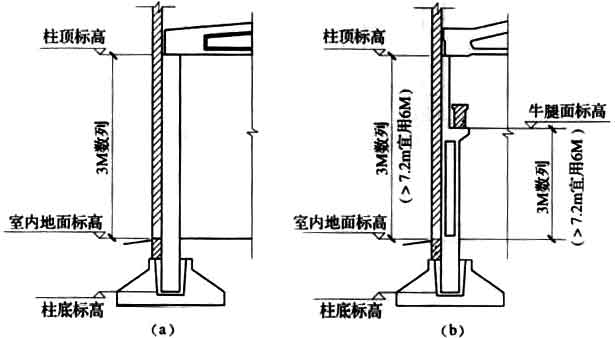 柱顶标高
3M数列
室内地面标高
柱底标高
(a)
柱顶标高
3M数列
(>7.2m宜用6M)
牛腿面标高
3M数列
(>7.2m宜用6M)
室内地面标高
柱底标高
(b)